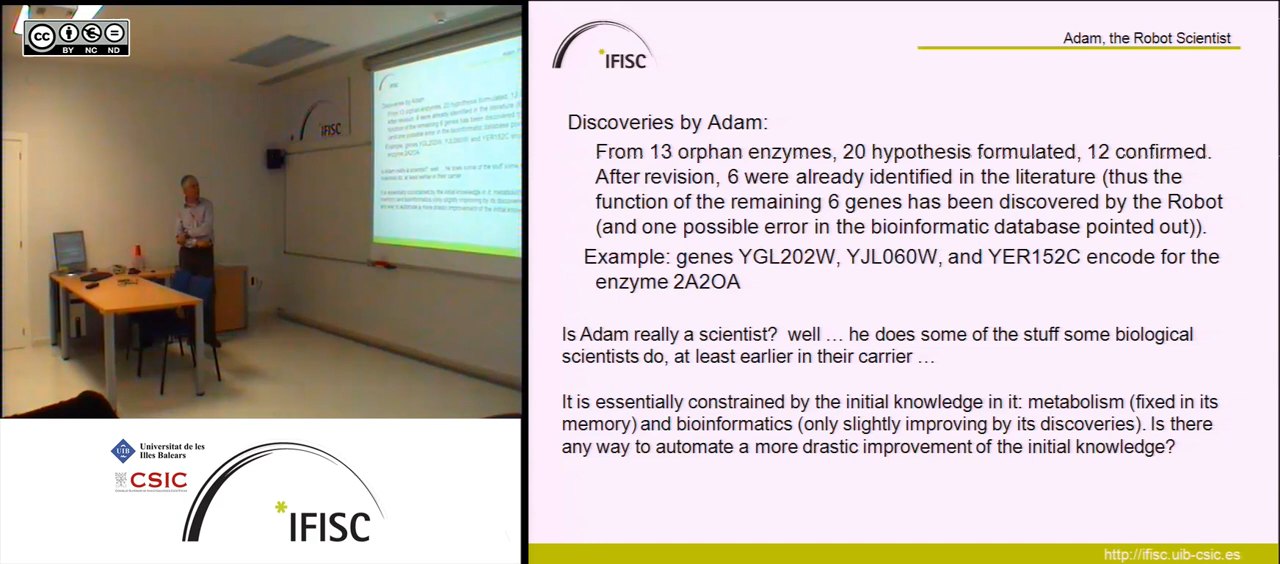 cc
BY NC ND
IFISC
Universitat de les
Illes Balears
UIB
CSIC
*IFISC
*IFISC
Adam, the Robot Scientist
Discoveries by Adam:
From 13 orphan enzymes, 20 hypothesis formulated, 12 confirmed.
After revision, 6 were already identified in the literature (thus the
function of the remaining 6 genes has been discovered by the Robot
(and one possible error in the bioinformatic database pointed out)).
Example: genes YGL202W, YJL060W, and YER152C encode for the
enzyme 2A2OA
Is Adam really a scientist? well … he does some of the stuff some biological
scientists do, at least earlier in their carrier …
It is essentially constrained by the initial knowledge in it: metabolism (fixed in its
memory) and bioinformatics (only slightly improving by its discoveries). Is there
any way to automate a more drastic improvement of the initial knowledge?
http://ifisc.uib-csic.es